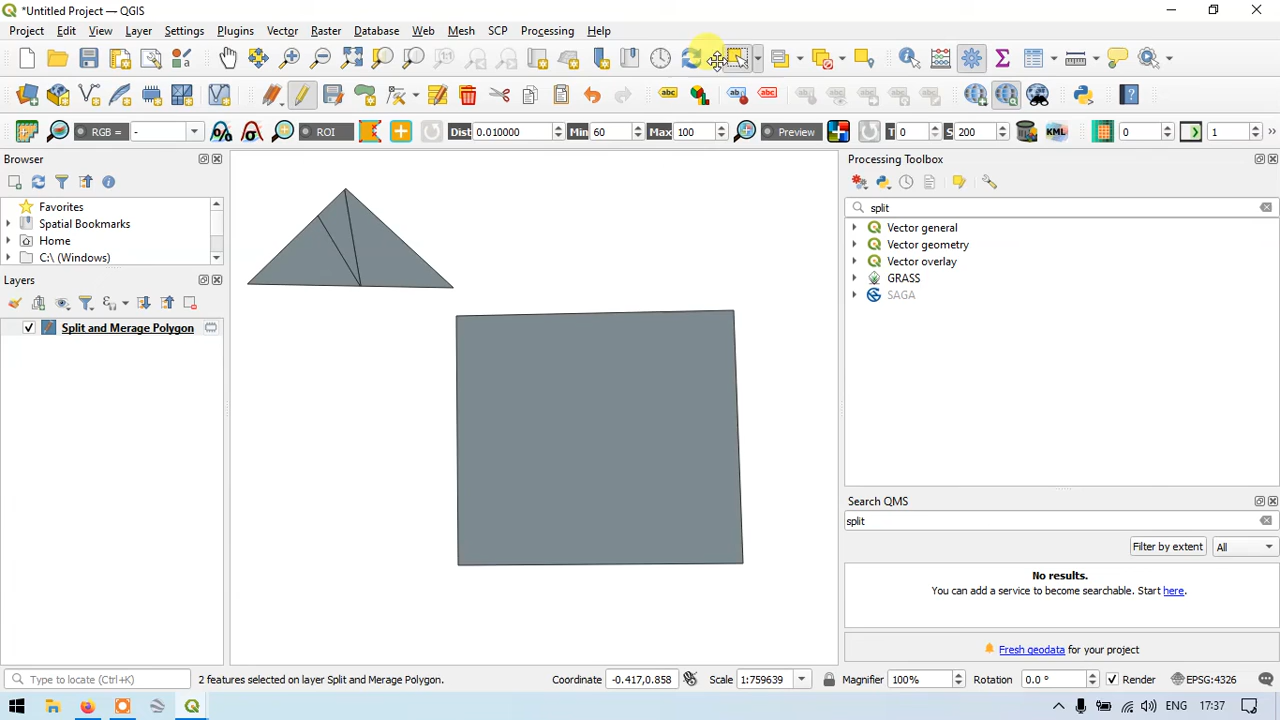 *Untitled Project — QGIS
Project Edit View Layer Settings Plugins Vector Raster Database Web Mesh SCP Processing Help
RGB = - ROI Dist 0.010000 Min 60 Max 100 Preview T 0 S 200 KML 0 1 »
Browser
Favorites
Spatial Bookmarks
Home
C:\ (Windows)
Layers
Split and Merage Polygon
Processing Toolbox
split
Vector general
Vector geometry
Vector overlay
GRASS
SAGA
Search QMS
split
Filter by extent All
No results.
You can add a service to become searchable. Start here.
Fresh geodata for your project
Type to locate (Ctrl+K) 2 features selected on layer Split and Merage Polygon. Coordinate -0.417,0.858 Scale 1:759639 Magnifier 100% Rotation 0.0 ° Render EPSG:4326
ENG 17:37